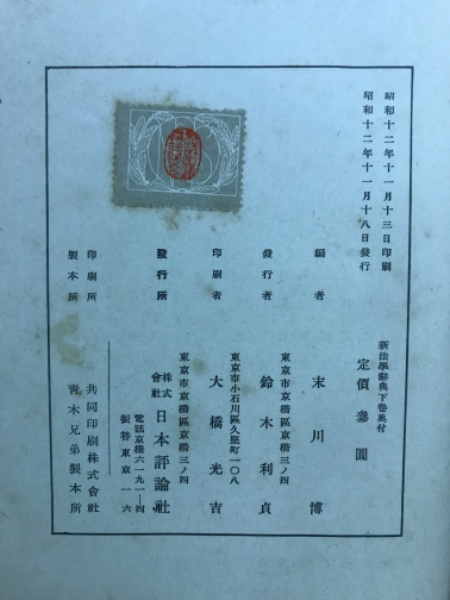 昭和十二年十一月十三日印刷
昭和十二年十一月十八日發行
新法學辭典下卷奧付
定價參圓
編者 末川博
東京市京橋區京橋三ノ四
發行者 鈴木利貞
東京市小石川區久堅町一〇八
印刷者 大橋光吉
東京市京橋區京橋三ノ四
發行所 株式會社 日本評論社
電話京橋六一九一—四
振替東京一六
印刷所 共同印刷株式會社
製本所 靑木兄弟製本所